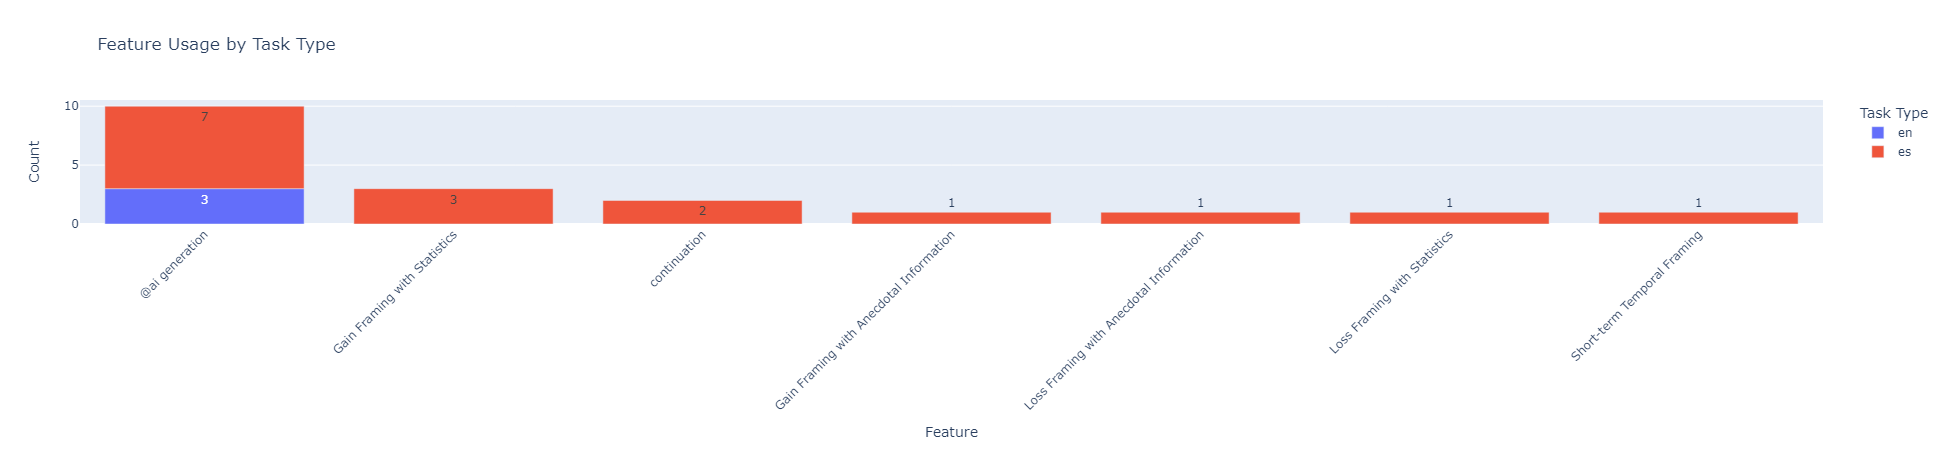 Feature Usage by Task Type
Count
10
5
0
7
3
3
2
1
1
1
1
@ai generation
Gain Framing with Statistics
continuation
Gain Framing with Anecdotal Information
Loss Framing with Anecdotal Information
Loss Framing with Statistics
Short-term Temporal Framing
Feature
Task Type
en
es